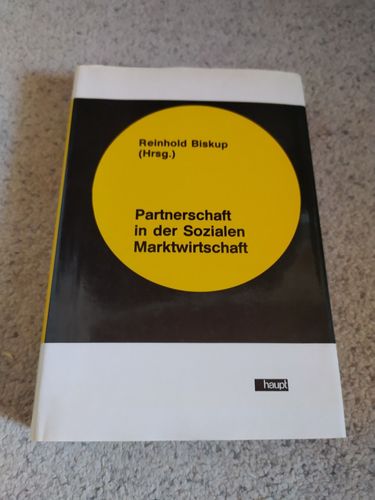 Reinhold Biskup
(Hrsg.)
Partnerschaft
in der Sozialen
Marktwirtschaft
haupt